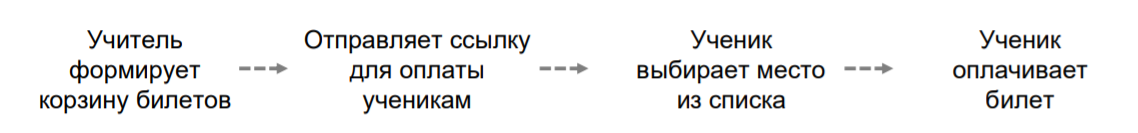 Учитель
формирует
корзину билетов
Отправляет ссылку
для оплаты
ученикам
Ученик
выбирает место
из списка
Ученик
оплачивает
билет